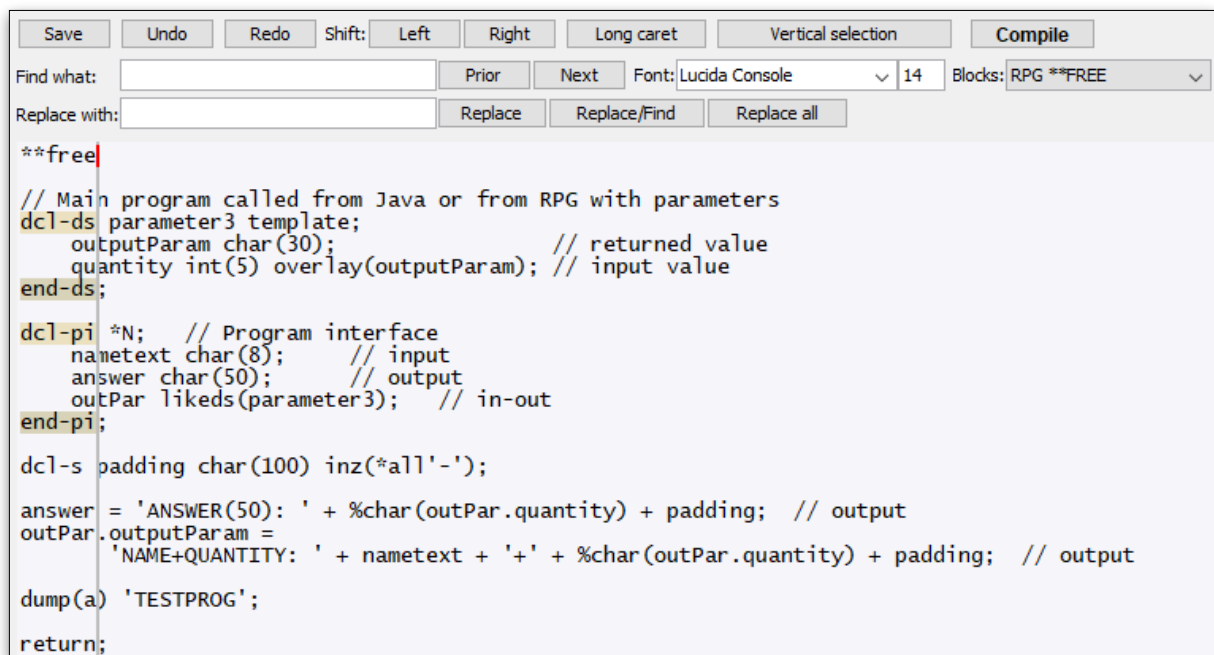 Save Undo Redo Shift: Left Right Long caret Vertical selection Compile
Find what: Prior Next Font: Lucida Console 14 Blocks: RPG **FREE
Replace with: Replace Replace/Find Replace all
**free
// Main program called from Java or from RPG with parameters
dcl-ds parameter3 template;
    outputParam char(30);                  // returned value
    quantity int(5) overlay(outputParam); // input value
end-ds;
dcl-pi *N;   // Program interface
    nametext char(8);      // input
    answer char(50);       // output
    outPar likeds(parameter3);   // in-out
end-pi;
dcl-s padding char(100) inz(*all'-');
answer = 'ANSWER(50): ' + %char(outPar.quantity) + padding;  // output
outPar.outputParam =
       'NAME+QUANTITY: ' + nametext + '+' + %char(outPar.quantity) + padding;  // output
dump(a) 'TESTPROG';
return;